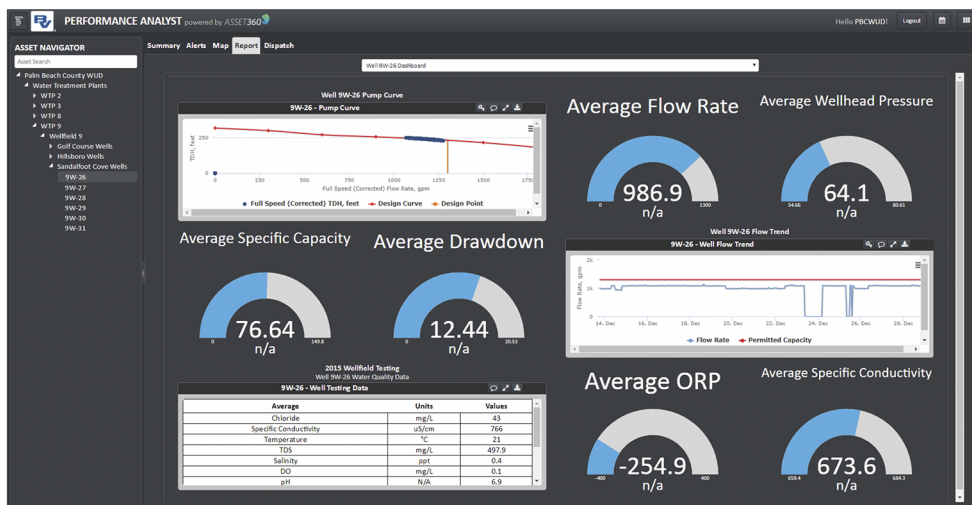 PERFORMANCE ANALYST powered by ASSET360
Hello PBCWUD!
Logout
ASSET NAVIGATOR
Asset Search
Palm Beach County WUD
Water Treatment Plants
WTP 2
WTP 3
WTP 8
WTP 9
Wellfield 9
Golf Course Wells
Hillsboro Wells
Sandalfoot Cove Wells
9W-26
9W-27
9W-28
9W-29
9W-30
9W-31
Summary Alerts Map Report Dispatch
Well 9W-26 Dashboard
Well 9W-26 Pump Curve
9W-26 - Pump Curve
TDH, feet
250
0
0 250 500 750 1000 1250 1500 1750
Full Speed (Corrected) Flow Rate, gpm
Full Speed (Corrected) TDH, feet Design Curve Design Point
Average Flow Rate
986.9
n/a
0 1300
Average Wellhead Pressure
64.1
n/a
54.66 80.61
Average Specific Capacity
76.64
n/a
0 149.8
Average Drawdown
12.44
n/a
0 20.53
Well 9W-26 Flow Trend
9W-26 - Well Flow Trend
Flow Rate, gpm
2k
1k
0
14. Dec 16. Dec 18. Dec 20. Dec 22. Dec 24. Dec 26. Dec 28. Dec
Flow Rate Permitted Capacity
2015 Wellfield Testing
Well 9W-26 Water Quality Data
9W-26 - Well Testing Data
Average Units Values
Chloride mg/L 43
Specific Conductivity uS/cm 766
Temperature °C 21
TDS mg/L 497.9
Salinity ppt 0.4
DO mg/L 0.1
pH N/A 6.9
Average ORP
-254.9
n/a
-400 400
Average Specific Conductivity
673.6
n/a
659.4 684.3